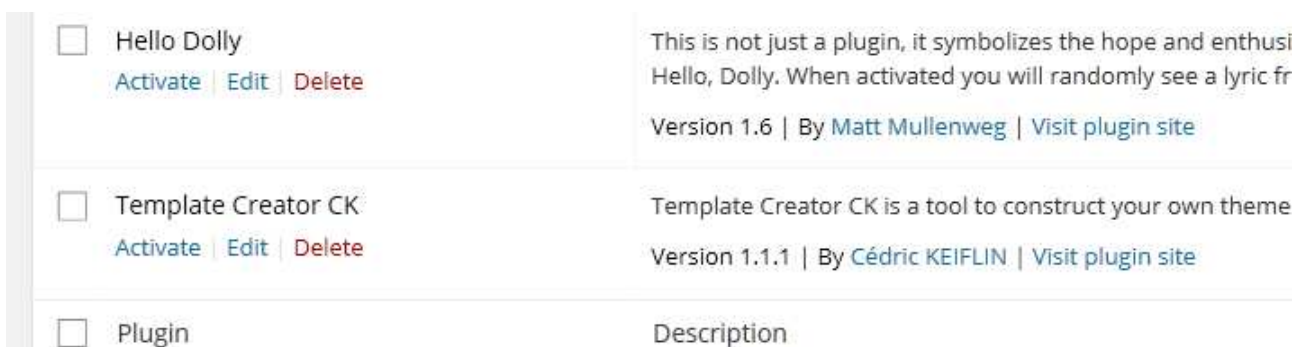 Hello Dolly
Activate | Edit | Delete
This is not just a plugin, it symbolizes the hope and enthusi
Hello, Dolly. When activated you will randomly see a lyric fr
Version 1.6 | By Matt Mullenweg | Visit plugin site
Template Creator CK
Activate | Edit | Delete
Template Creator CK is a tool to construct your own theme
Version 1.1.1 | By Cédric KEIFLIN | Visit plugin site
Plugin
Description